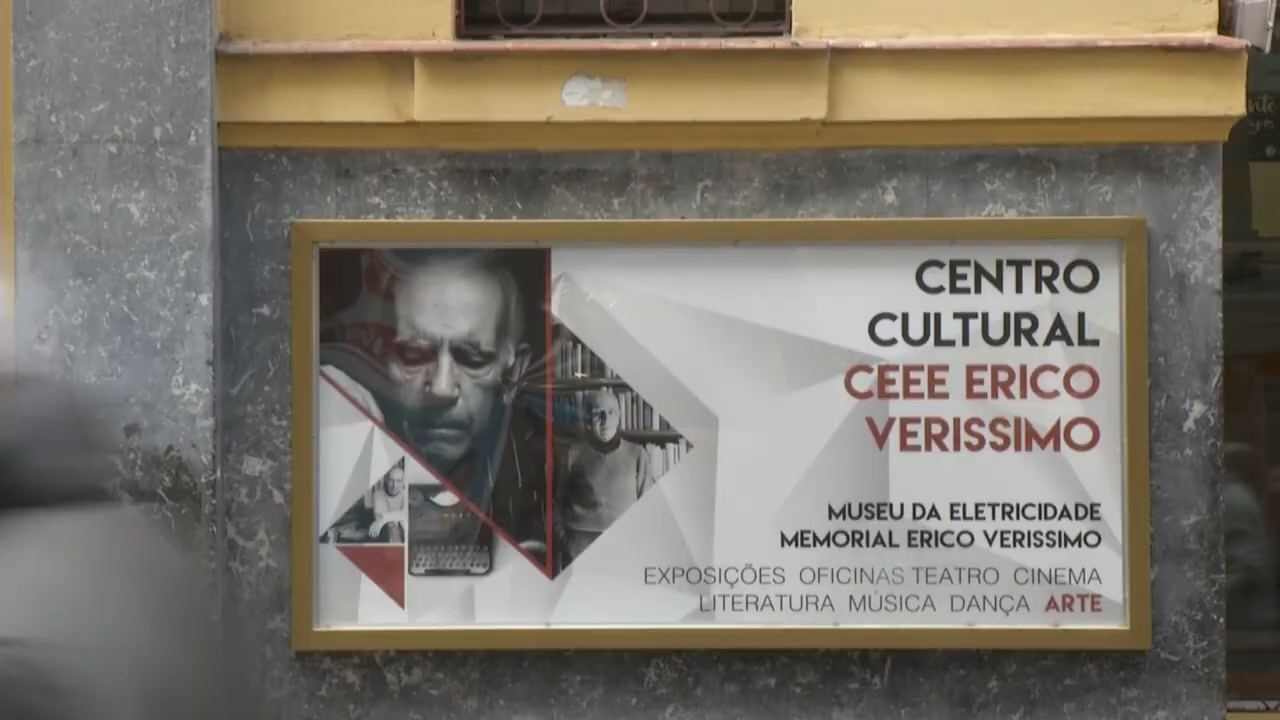 CENTRO
CULTURAL
CEEE ERICO
VERISSIMO
MUSEU DA ELETRICIDADE
MEMORIAL ERICO VERISSIMO
EXPOSIÇÕES OFICINAS TEATRO CINEMA
LITERATURA MÚSICA DANÇA ARTE